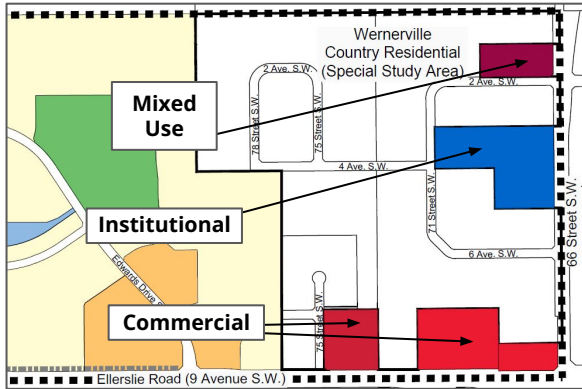 Wernerville
Country Residential
(Special Study Area)
2 Ave. S.W.
2 Ave. S.W.
Mixed
Use
78 Street S.W.
75 Street S.W.
4 Ave. S.W.
71 Street S.W.
66 Street S.W.
Institutional
6 Ave. S.W.
Edwards Drive S
Commercial
75 Street S.W.
Ellerslie Road (9 Avenue S.W.)